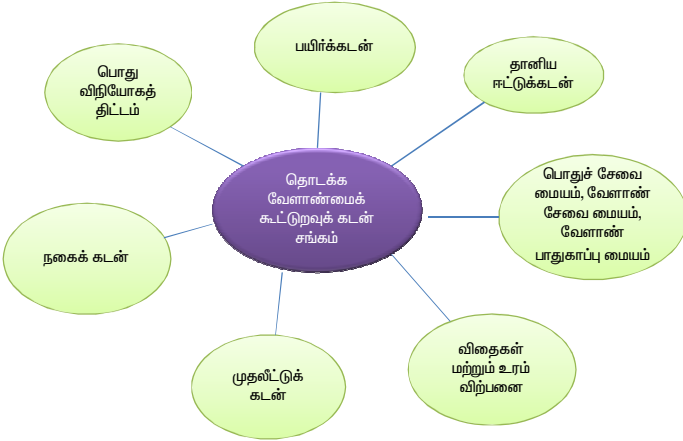 பயிர்க்கடன்
தானிய
ஈட்டுக்கடன்
பொது
விநியோகத்
திட்டம்
தொடக்க
வேளாண்மைக்
கூட்டுறவுக் கடன்
சங்கம்
பொதுச் சேவை
மையம், வேளாண்
சேவை மையம்,
வேளாண்
பாதுகாப்பு மையம்
நகைக் கடன்
விதைகள்
மற்றும் உரம்
விற்பனை
முதலீட்டுக்
கடன்